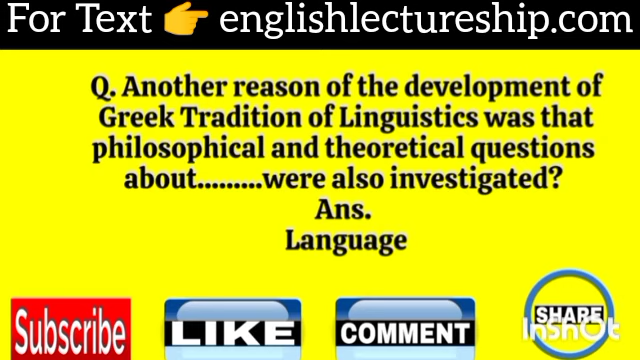 For Text 👉 englishlectureship.com
Q. Another reason of the development of
Greek Tradition of Linguistics was that
philosophical and theoretical questions
about.........were also investigated?
Ans.
Language
Subscribe
LIKE
COMMENT
SHARE
InShOt